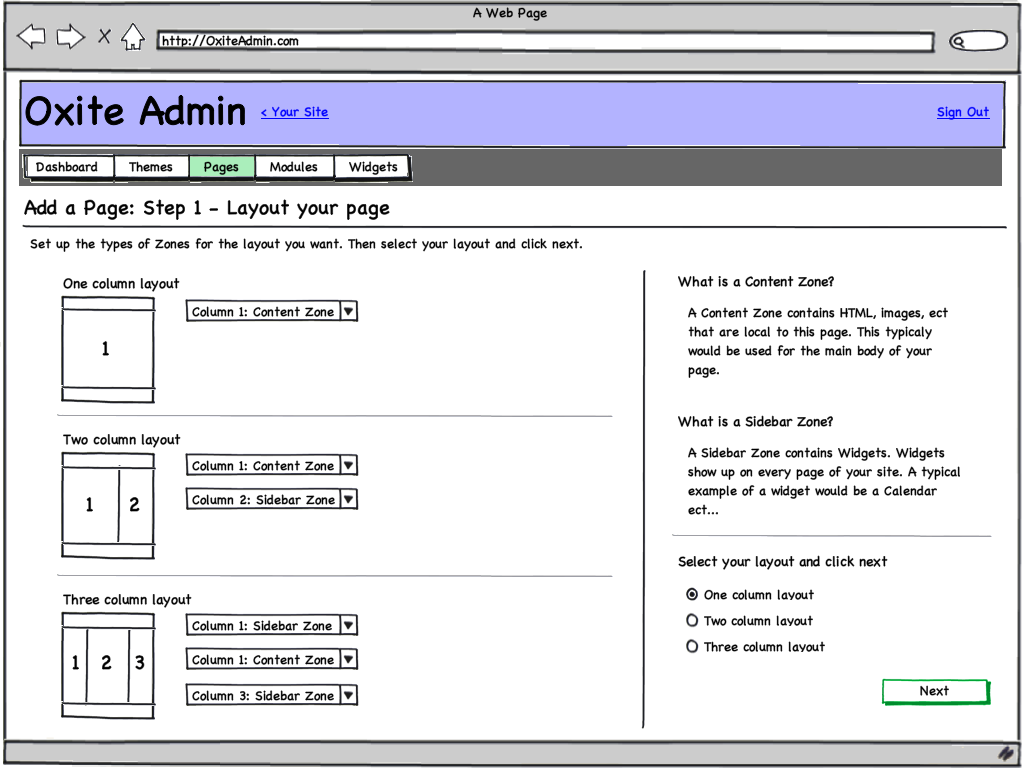 A Web Page
http://OxiteAdmin.com
Oxite Admin
< Your Site
Sign Out
Dashboard
Themes
Pages
Modules
Widgets
Add a Page: Step 1 - Layout your page
Set up the types of Zones for the layout you want. Then select your layout and click next.
One column layout
1
Column 1: Content Zone
Two column layout
1 2
Column 1: Content Zone
Column 2: Sidebar Zone
Three column layout
1 2 3
Column 1: Sidebar Zone
Column 1: Content Zone
Column 3: Sidebar Zone
What is a Content Zone?
A Content Zone contains HTML, images, ect
that are local to this page. This typicaly
would be used for the main body of your
page.
What is a Sidebar Zone?
A Sidebar Zone contains Widgets. Widgets
show up on every page of your site. A typical
example of a widget would be a Calendar
ect...
Select your layout and click next
One column layout
Two column layout
Three column layout
Next